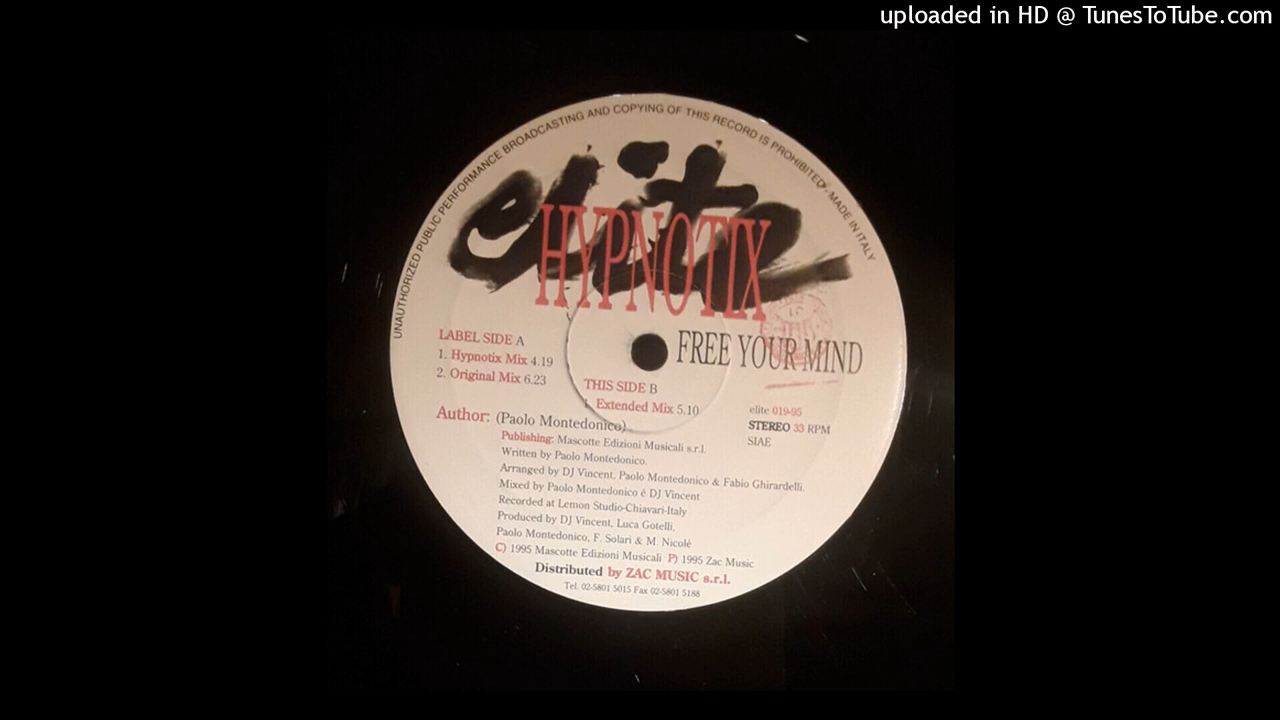 uploaded in HD @ TunesToTube.com
UNAUTHORIZED PUBLIC PERFORMANCE BROADCASTING AND COPYING OF THIS RECORD IS PROHIBITED - MADE IN ITALY
elite
HYPNOTIX
FREE YOUR MIND
LABEL SIDE A
1. Hypnotix Mix 4.19
2. Original Mix 6.23
THIS SIDE B
1. Extended Mix 5.10
elite 019-95
STEREO 33 RPM
SIAE
Author: (Paolo Montedonico)
Publishing: Mascotte Edizioni Musicali s.r.l.
Written by Paolo Montedonico.
Arranged by DJ Vincent, Paolo Montedonico & Fabio Ghirardelli.
Mixed by Paolo Montedonico è DJ Vincent
Recorded at Lemon Studio-Chiavari-Italy
Produced by DJ Vincent, Luca Gotelli,
Paolo Montedonico, F. Solari & M. Nicolé
C) 1995 Mascotte Edizioni Musicali P) 1995 Zac Music
Distributed by ZAC MUSIC s.r.l.
Tel. 02-5801 5015 Fax 02-5801 5188